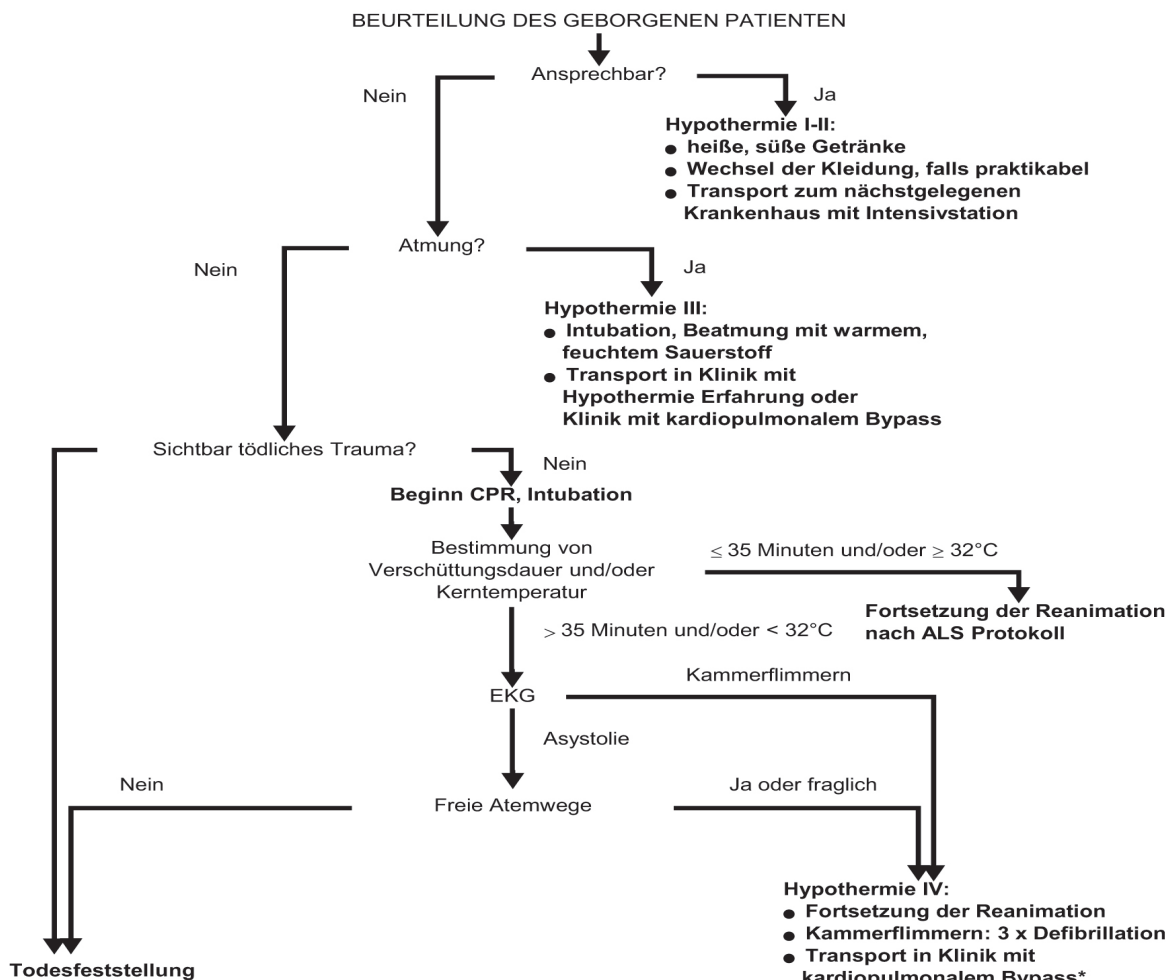 BEURTEILUNG DES GEBORGENEN PATIENTEN
Ansprechbar?
Nein
Ja
Hypothermie I-II:
● heiße, süße Getränke
● Wechsel der Kleidung, falls praktikabel
● Transport zum nächstgelegenen
Krankenhaus mit Intensivstation
Atmung?
Nein
Ja
Hypothermie III:
● Intubation, Beatmung mit warmem,
feuchtem Sauerstoff
● Transport in Klinik mit
Hypothermie Erfahrung oder
Klinik mit kardiopulmonalem Bypass
Sichtbar tödliches Trauma?
Nein
Beginn CPR, Intubation
Bestimmung von
Verschüttungsdauer und/oder
Kerntemperatur
≤ 35 Minuten und/oder ≥ 32°C
Fortsetzung der Reanimation
nach ALS Protokoll
> 35 Minuten und/oder < 32°C
EKG
Kammerflimmern
Asystolie
Freie Atemwege
Nein
Ja oder fraglich
Hypothermie IV:
● Fortsetzung der Reanimation
● Kammerflimmern: 3 x Defibrillation
● Transport in Klinik mit
kardiopulmonalem Bypass*
Todesfeststellung